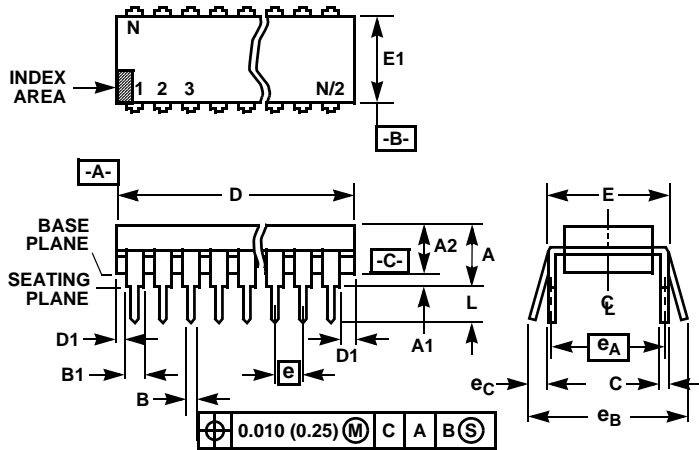 N
E1
INDEX
AREA
1 2 3 N/2
-B-
-A-
D
E
BASE
PLANE
A2
A
-C-
SEATING
PLANE
L
C
L
D1
A1
D1
eA
B1
e
eC
C
B
eB
0.010 (0.25) M C A B S